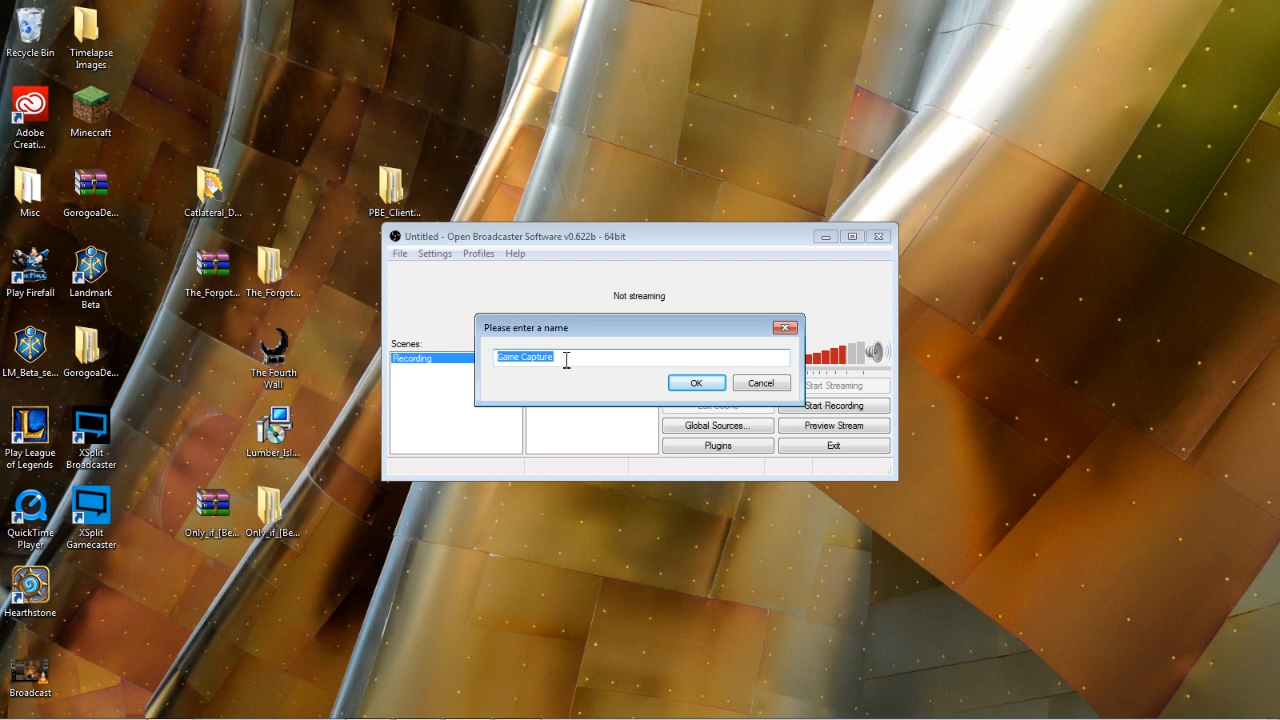 Recycle Bin
Timelapse
Images
Adobe
Creati...
Minecraft
Misc
GorogoaDe...
Catlateral_D...
PBE_Client...
Play Firefall
Landmark
Beta
The_Forgot...
The_Forgot...
LM_Beta_se...
GorogoaDe...
The Fourth
Wall
Play League
of Legends
XSplit
Broadcaster
Lumber_Isl...
QuickTime
Player
XSplit
Gamecaster
Only_if_[Be...
Only_if_[Be...
Hearthstone
Broadcast
Untitled - Open Broadcaster Software v0.622b - 64bit
File Settings Profiles Help
Not streaming
Scenes:
Recording
Please enter a name
Game Capture
OK Cancel
Start Streaming
Start Recording
Global Sources...
Preview Stream
Plugins
Exit